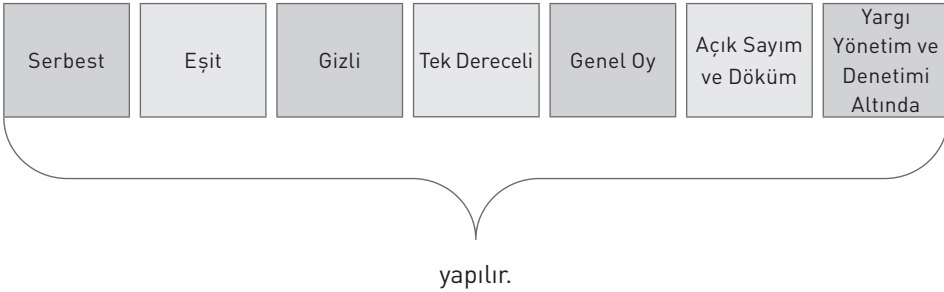 Serbest
Eşit
Gizli
Tek Dereceli
Genel Oy
Açık Sayım
ve Döküm
Yargı
Yönetim ve
Denetimi
Altında
yapılır.